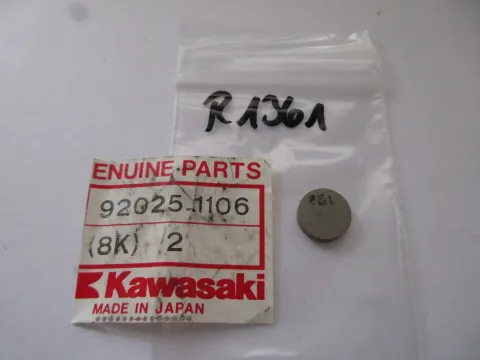 R1361
ENUINE PARTS
92025-1106
(8K) 2
Kawasaki
MADE IN JAPAN